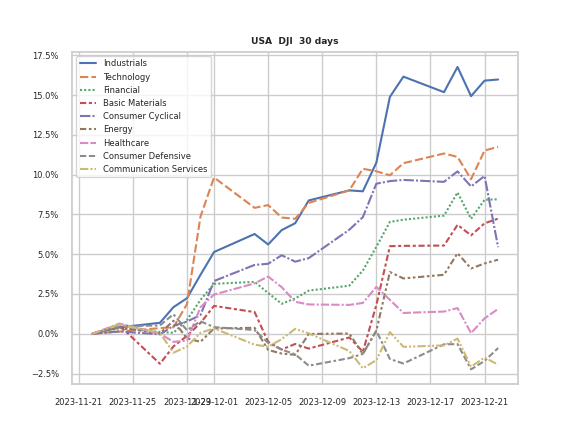 USA DJI 30 days
17.5%
15.0%
12.5%
10.0%
7.5%
5.0%
2.5%
0.0%
−2.5%
Industrials
Technology
Financial
Basic Materials
Consumer Cyclical
Energy
Healthcare
Consumer Defensive
Communication Services
2023-11-21 2023-11-25 2023-11-29 2023-12-01 2023-12-05 2023-12-09 2023-12-13 2023-12-17 2023-12-21